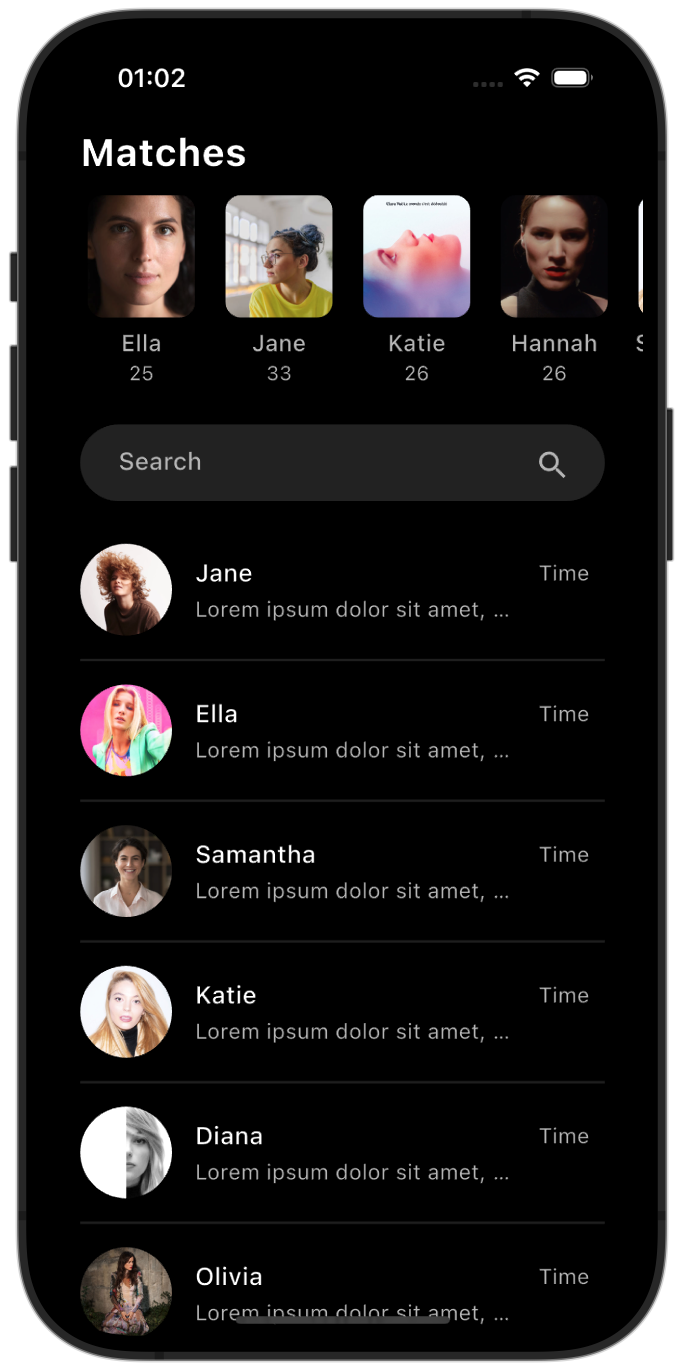 01:02
Matches
Ella
25
Jane
33
Katie
26
Hannah
26
Search
Jane
Time
Lorem ipsum dolor sit amet, ...
Ella
Time
Lorem ipsum dolor sit amet, ...
Samantha
Time
Lorem ipsum dolor sit amet, ...
Katie
Time
Lorem ipsum dolor sit amet, ...
Diana
Time
Lorem ipsum dolor sit amet, ...
Olivia
Time
Lorem ipsum dolor sit amet, ...